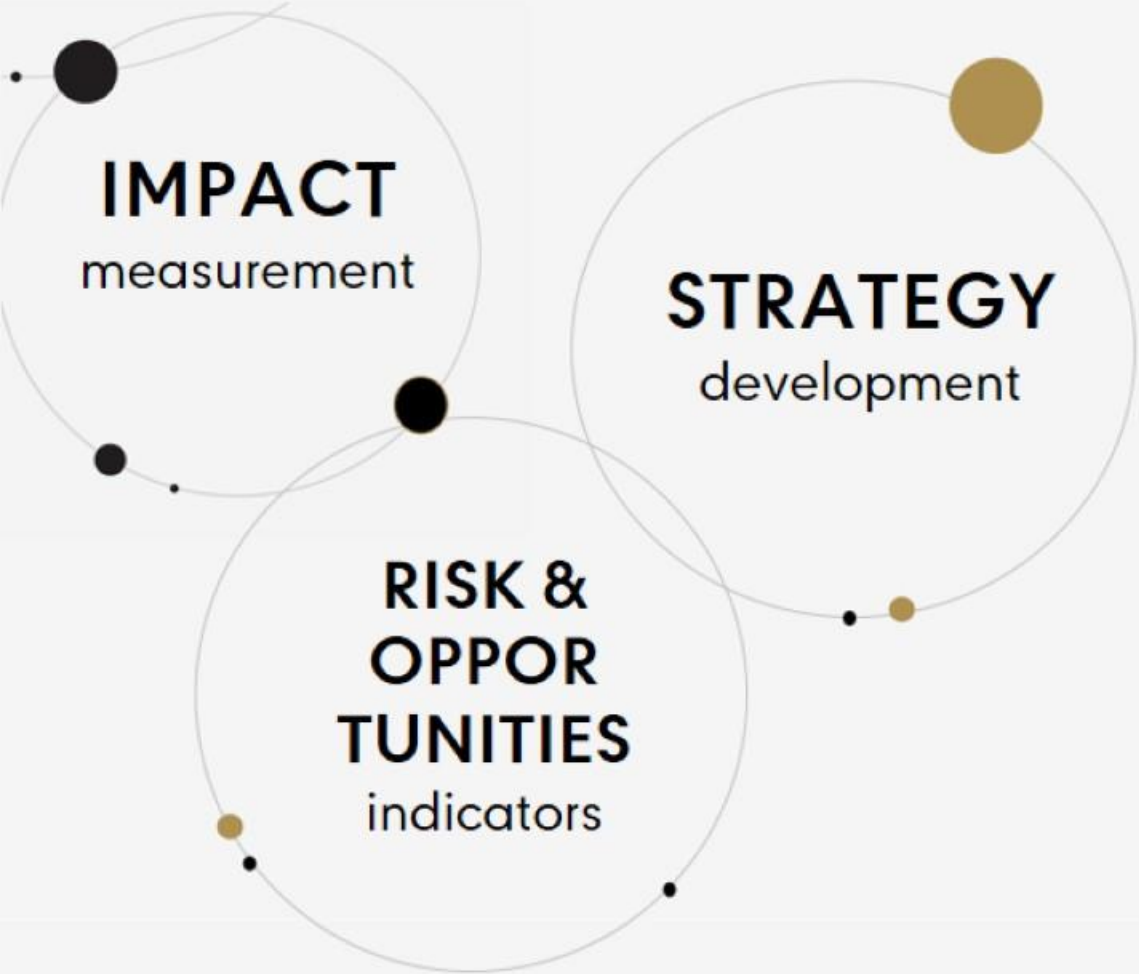 IMPACT
measurement
STRATEGY
development
RISK &
OPPOR
TUNITIES
indicators